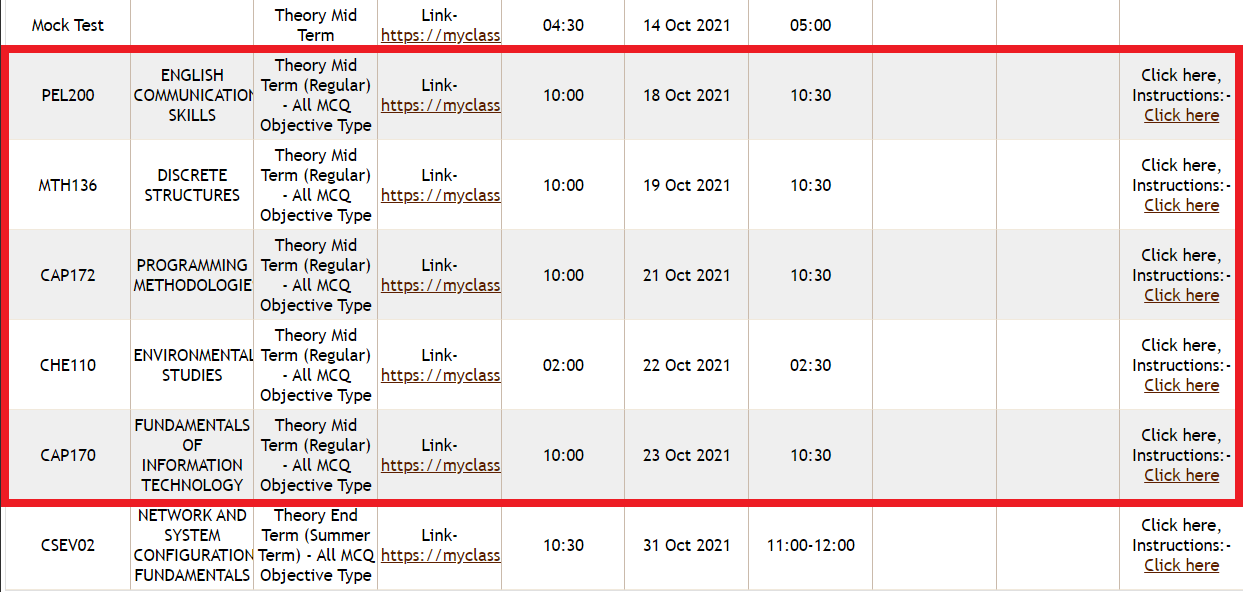 Mock Test
Theory Mid
Term
Link-
https://myclass
04:30
14 Oct 2021
05:00
PEL200
ENGLISH
COMMUNICATION
SKILLS
Theory Mid
Term (Regular)
- All MCQ
Objective Type
Link-
https://myclass
10:00
18 Oct 2021
10:30
Click here,
Instructions:-
Click here
MTH136
DISCRETE
STRUCTURES
Theory Mid
Term (Regular)
- All MCQ
Objective Type
Link-
https://myclass
10:00
19 Oct 2021
10:30
Click here,
Instructions:-
Click here
CAP172
PROGRAMMING
METHODOLOGIE
Theory Mid
Term (Regular)
- All MCQ
Objective Type
Link-
https://myclass
10:00
21 Oct 2021
10:30
Click here,
Instructions:-
Click here
CHE110
ENVIRONMENTAL
STUDIES
Theory Mid
Term (Regular)
- All MCQ
Objective Type
Link-
https://myclass
02:00
22 Oct 2021
02:30
Click here,
Instructions:-
Click here
CAP170
FUNDAMENTALS
OF
INFORMATION
TECHNOLOGY
Theory Mid
Term (Regular)
- All MCQ
Objective Type
Link-
https://myclass
10:00
23 Oct 2021
10:30
Click here,
Instructions:-
Click here
CSEV02
NETWORK AND
SYSTEM
CONFIGURATION
FUNDAMENTALS
Theory End
Term (Summer
Term) - All MCQ
Objective Type
Link-
https://myclass
10:30
31 Oct 2021
11:00-12:00
Click here,
Instructions:-
Click here